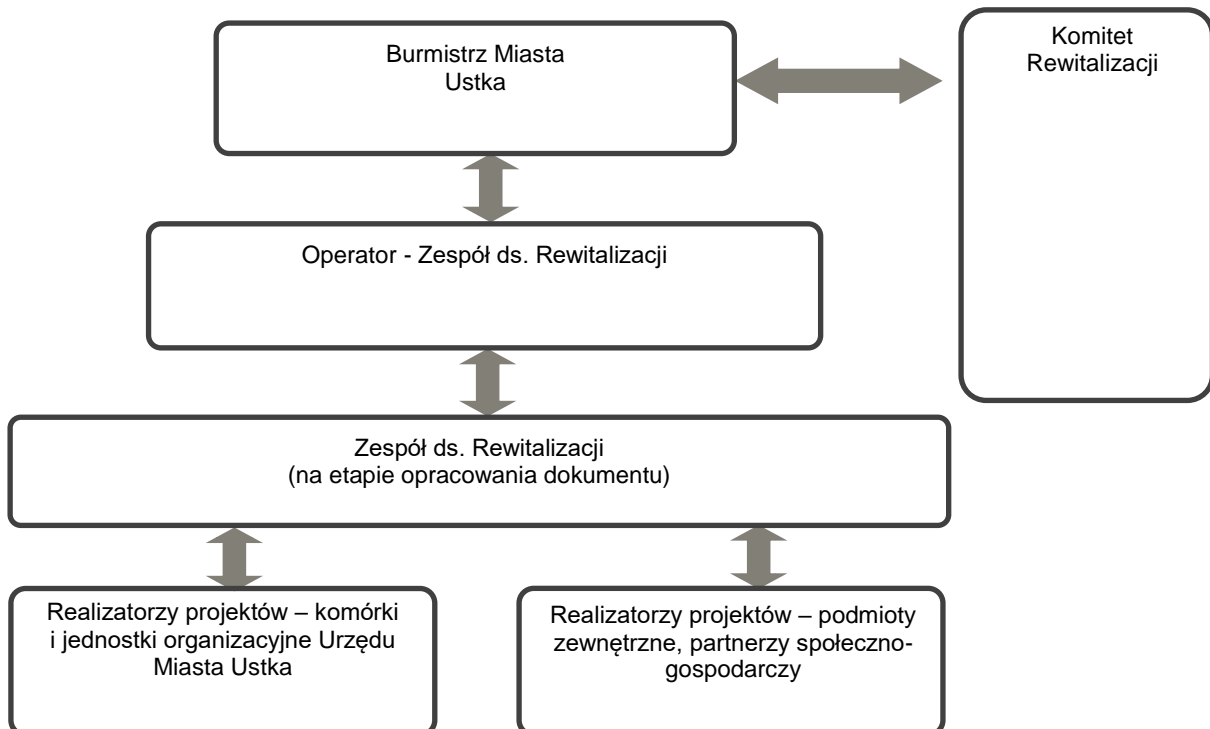 Burmistrz Miasta
Ustka
Komitet
Rewitalizacji
Operator - Zespół ds. Rewitalizacji
Zespół ds. Rewitalizacji
(na etapie opracowania dokumentu)
Realizatorzy projektów – komórki
i jednostki organizacyjne Urzędu
Miasta Ustka
Realizatorzy projektów – podmioty
zewnętrzne, partnerzy społeczno-
gospodarczy